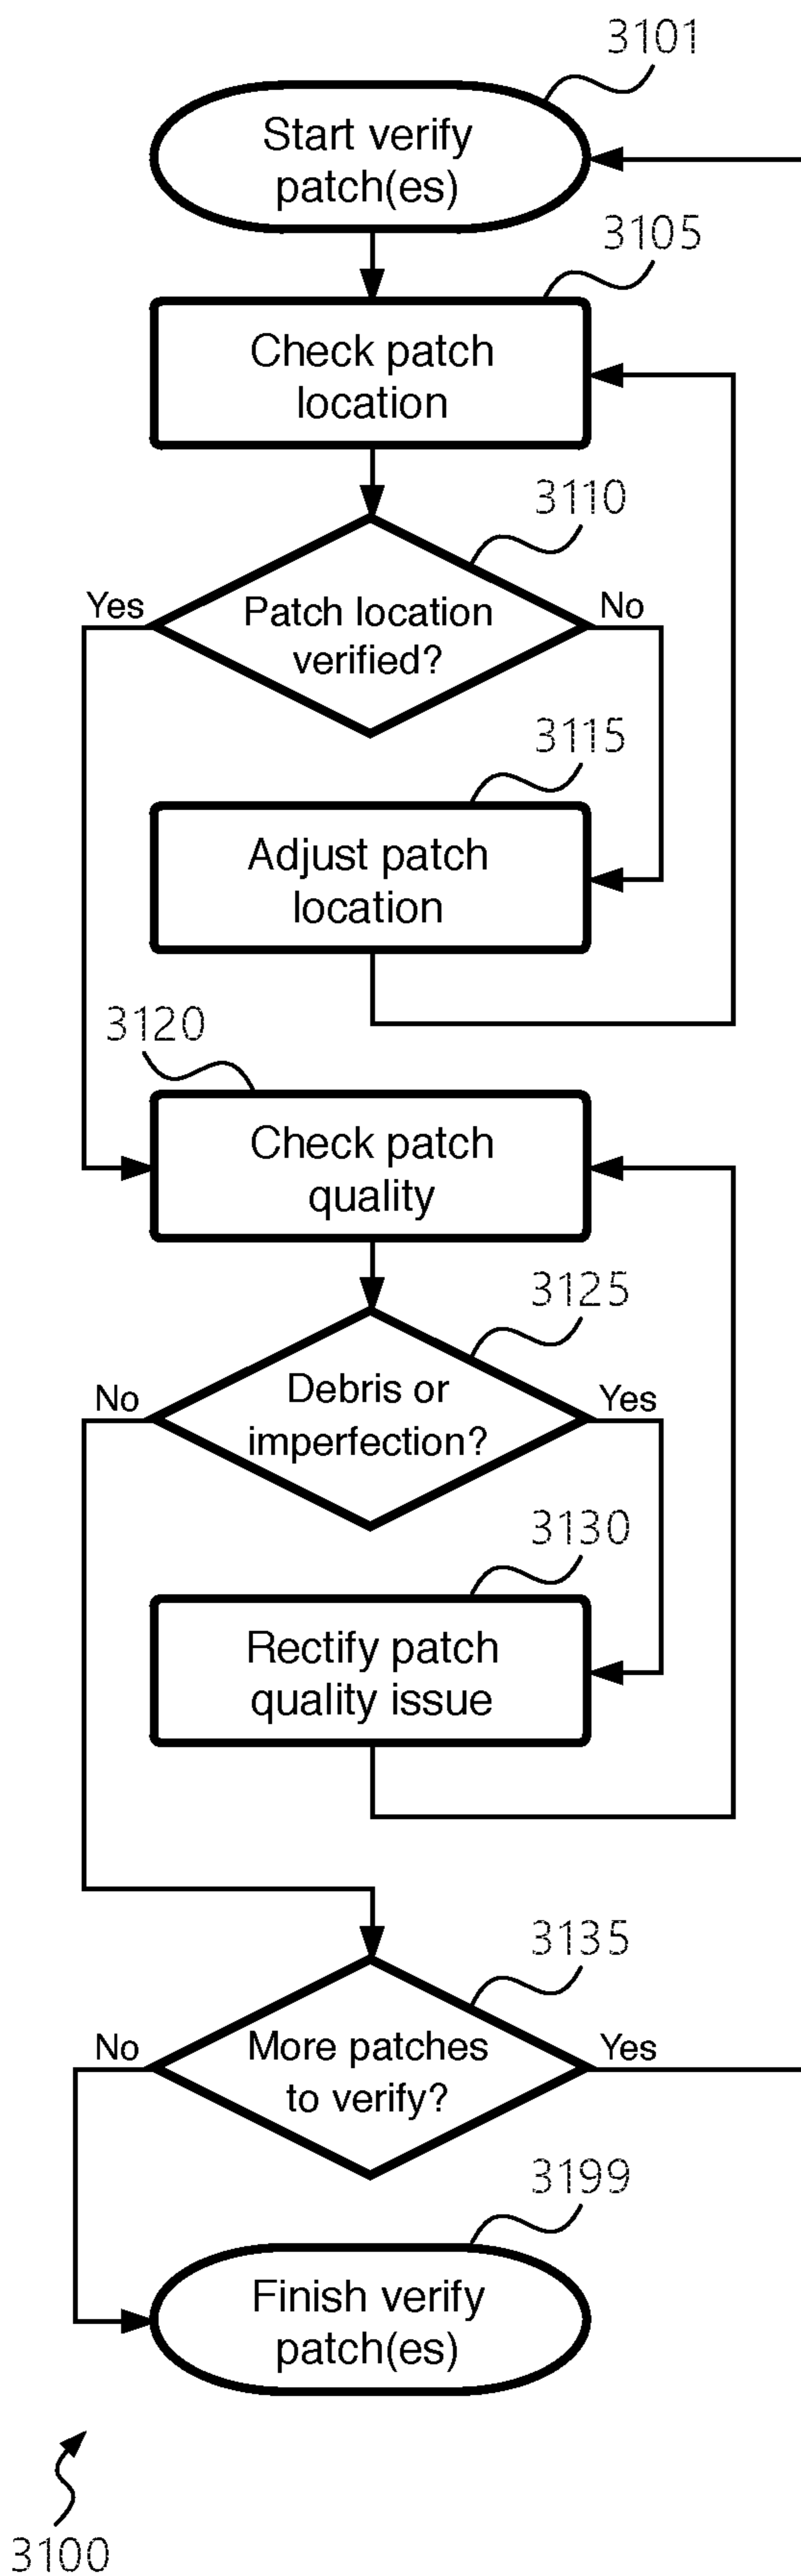 3101
Start verify
patch(es)
3105
Check patch
location
3110
Yes
Patch location
verified?
No
3115
Adjust patch
location
3120
Check patch
quality
3125
No
Debris or
imperfection?
Yes
3130
Rectify patch
quality issue
3135
No
More patches
to verify?
Yes
3199
Finish verify
patch(es)
3100